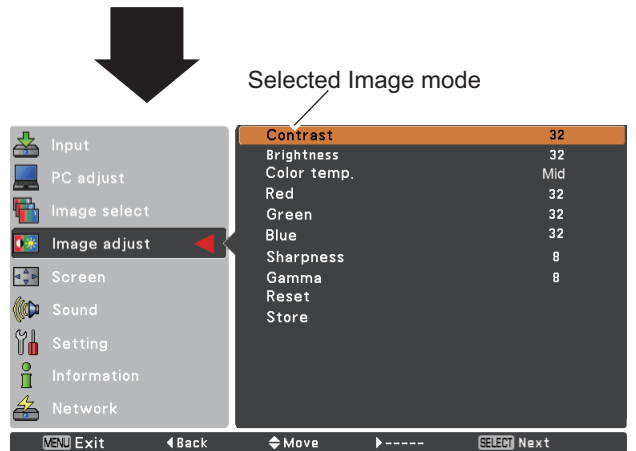 Selected Image mode
Input
PC adjust
Image select
Image adjust
Screen
Sound
Setting
Information
Network
Contrast 32
Brightness 32
Color temp. Mid
Red 32
Green 32
Blue 32
Sharpness 8
Gamma 8
Reset
Store
MENU Exit Back Move ----- SELECT Next